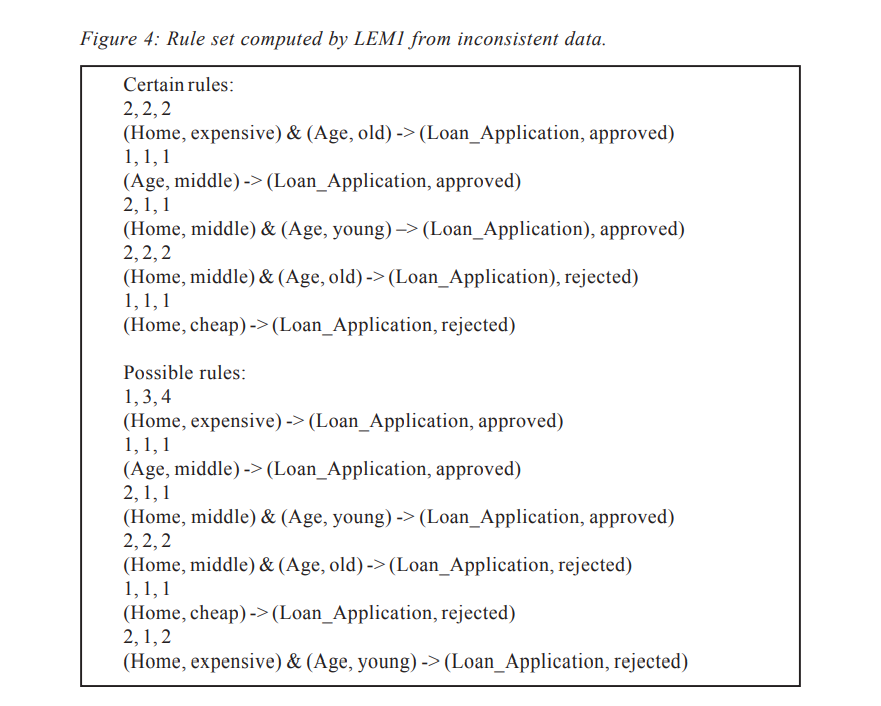 Figure 4: Rule set computed by LEM1 from inconsistent data.
Certain rules:
2, 2, 2
(Home, expensive) & (Age, old) -> (Loan_Application, approved)
1, 1, 1
(Age, middle) -> (Loan_Application, approved)
2, 1, 1
(Home, middle) & (Age, young) –> (Loan_Application), approved)
2, 2, 2
(Home, middle) & (Age, old) -> (Loan_Application), rejected)
1, 1, 1
(Home, cheap) -> (Loan_Application, rejected)
Possible rules:
1, 3, 4
(Home, expensive) -> (Loan_Application, approved)
1, 1, 1
(Age, middle) -> (Loan_Application, approved)
2, 1, 1
(Home, middle) & (Age, young) -> (Loan_Application, approved)
2, 2, 2
(Home, middle) & (Age, old) -> (Loan_Application, rejected)
1, 1, 1
(Home, cheap) -> (Loan_Application, rejected)
2, 1, 2
(Home, expensive) & (Age, young) -> (Loan_Application, rejected)